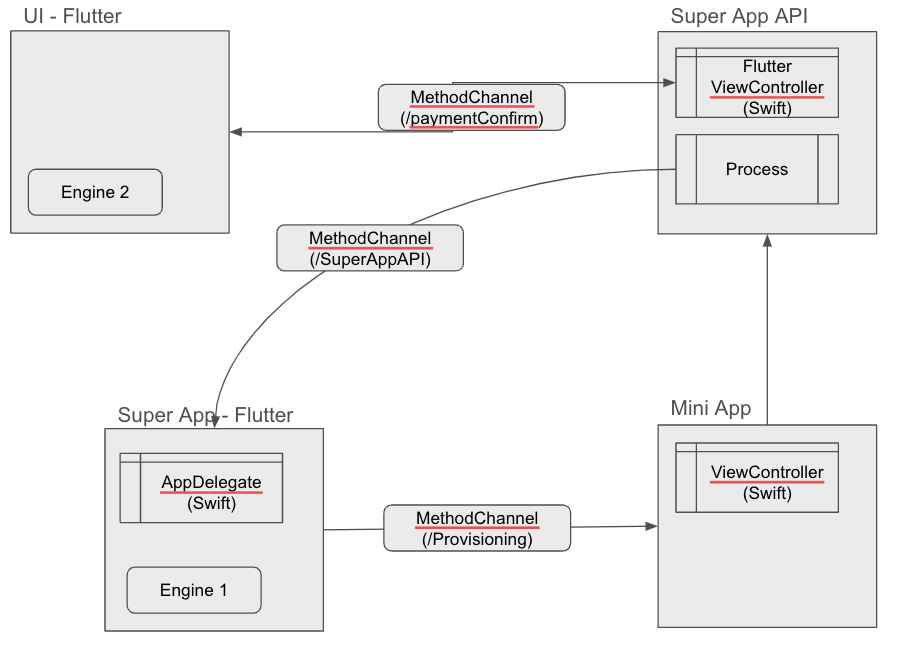 UI - Flutter
Super App API
Flutter
ViewController
(Swift)
MethodChannel
(/paymentConfirm)
Process
Engine 2
MethodChannel
(/SuperAppAPI)
Super App - Flutter
Mini App
AppDelegate
(Swift)
ViewController
(Swift)
MethodChannel
(/Provisioning)
Engine 1